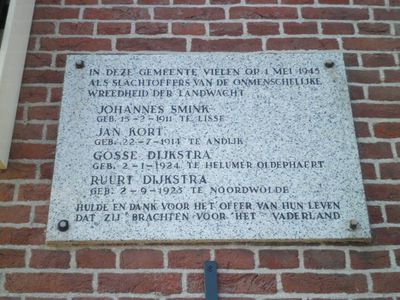 IN DEZE GEMEENTE VIELEN OP 1 MEI 1945
ALS SLACHTOFFERS VAN DE ONMENSCHELIJKE
WREEDHEID DER LANDWACHT
JOHANNES SMINK
GEB. 15-2-1911 TE LISSE
JAN KORT
GEB. 22-7-1914 TE ANDIJK
GOSSE DIJKSTRA
GEB. 2-1-1924 TE HELUMER OLDEPHAERT
RUURT DIJKSTRA
GEB. 2-9-1923 TE NOORDWOLDE
HULDE EN DANK VOOR HET OFFER VAN HUN LEVEN
DAT ZIJ BRACHTEN VOOR HET VADERLAND